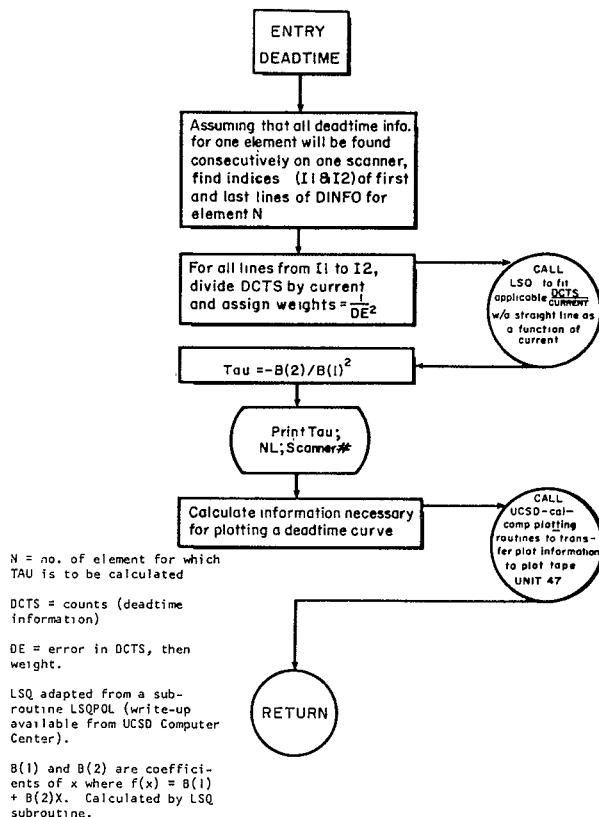 ENTRY
DEADTIME
Assuming that all deadtime info.
for one element will be found
consecutively on one scanner,
find indices (I1&I2) of first
and last lines of DINFO for
element N
For all lines from I1 to I2,
divide DCTS by current
and assign weights = 1/DE²
CALL
LSQ to fit
applicable DCTS/CURRENT
w/a straight line as
a function of
current
Tau = -B(2)/B(1)²
Print Tau;
NL; Scanner#
Calculate information necessary
for plotting a deadtime curve
CALL
UCSD-cal-
comp plotting
routines to trans-
fer plot information
to plot tape
UNIT 47
RETURN
N = no. of element for which
TAU is to be calculated
DCTS = counts (deadtime
information)
DE = error in DCTS, then
weight.
LSQ adapted from a sub-
routine LSQPOL (write-up
available from UCSD Computer
Center).
B(1) and B(2) are coeffici-
ents of x where f(x) = B(1)
+ B(2)X. Calculated by LSQ
subroutine.